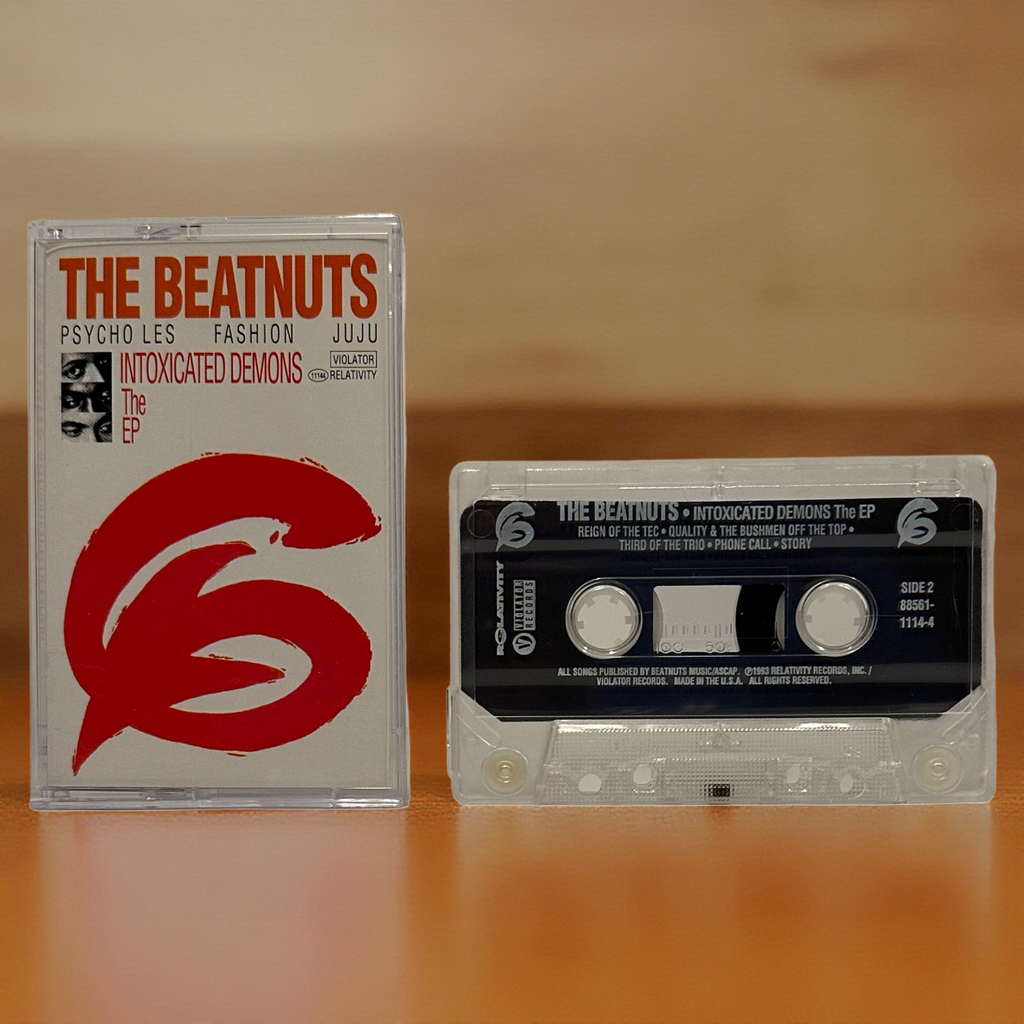 THE BEATNUTS
PSYCHO LES FASHION JUJU
INTOXICATED DEMONS
The
EP
VIOLATOR
11144 RELATIVITY
THE BEATNUTS • INTOXICATED DEMONS The EP
REIGN OF THE TEC • QUALITY & THE BUSHMEN OFF THE TOP •
THIRD OF THE TRIO • PHONE CALL • STORY
RELATIVITY
V VIOLATOR
RECORDS
SIDE 2
88561-
1114-4
50
ALL SONGS PUBLISHED BY BEATNUTS MUSIC/ASCAP. ℗1993 RELATIVITY RECORDS, INC. /
VIOLATOR RECORDS. MADE IN THE U.S.A. ALL RIGHTS RESERVED.